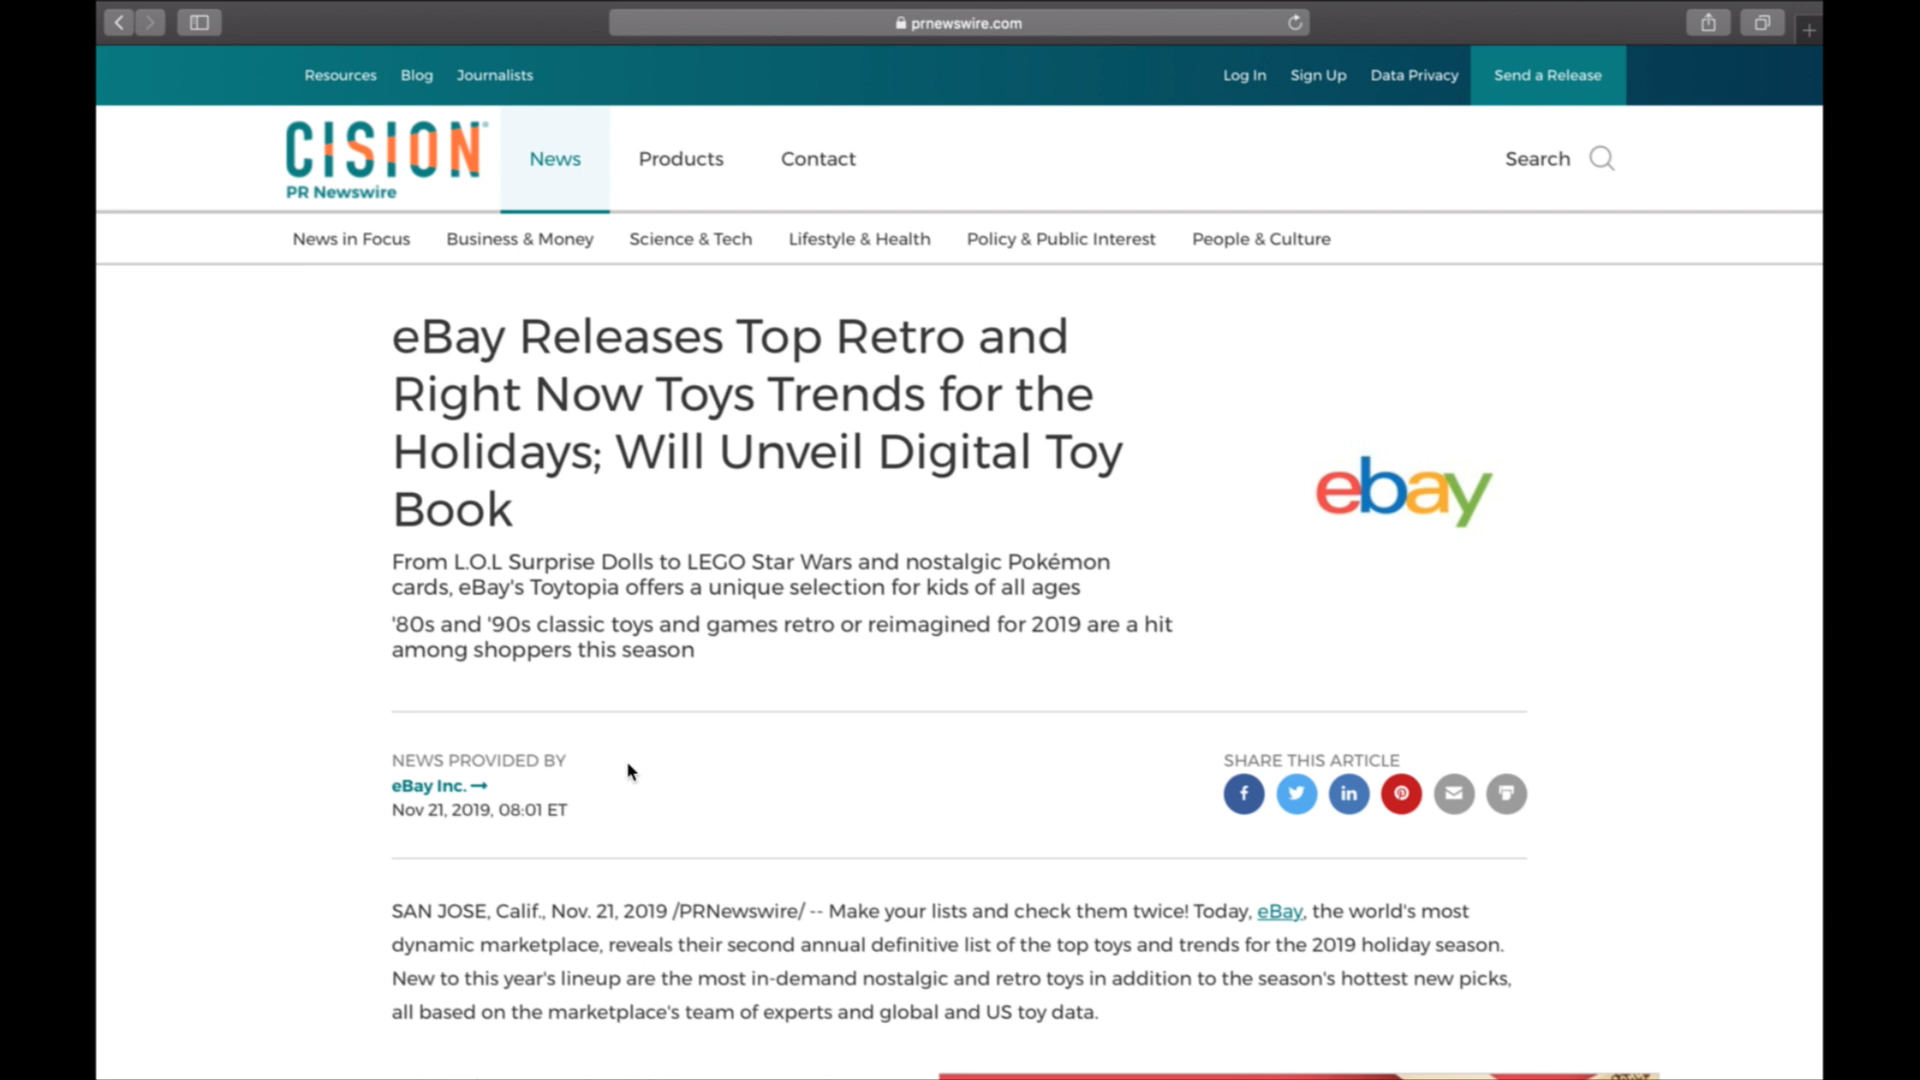 prnewswire.com
Resources Blog Journalists
Log In Sign Up Data Privacy Send a Release
CISION
PR Newswire
News Products Contact
Search
News in Focus Business & Money Science & Tech Lifestyle & Health Policy & Public Interest People & Culture
eBay Releases Top Retro and
Right Now Toys Trends for the
Holidays; Will Unveil Digital Toy
Book
ebay
From L.O.L Surprise Dolls to LEGO Star Wars and nostalgic Pokémon
cards, eBay's Toytopia offers a unique selection for kids of all ages
'80s and '90s classic toys and games retro or reimagined for 2019 are a hit
among shoppers this season
NEWS PROVIDED BY
eBay Inc.
Nov 21, 2019, 08:01 ET
SHARE THIS ARTICLE
SAN JOSE, Calif., Nov. 21, 2019 /PRNewswire/ -- Make your lists and check them twice! Today, eBay, the world's most
dynamic marketplace, reveals their second annual definitive list of the top toys and trends for the 2019 holiday season.
New to this year's lineup are the most in-demand nostalgic and retro toys in addition to the season's hottest new picks,
all based on the marketplace's team of experts and global and US toy data.